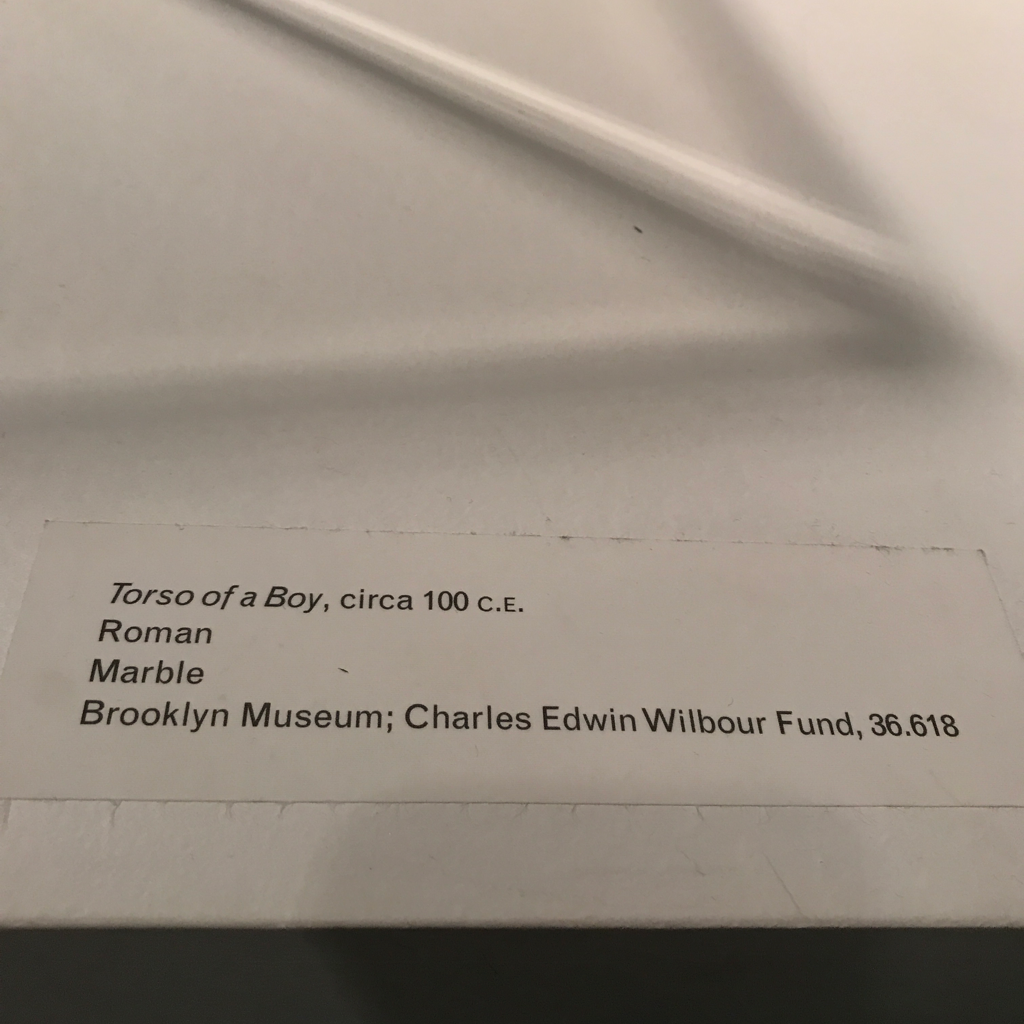 Torso of a Boy, circa 100 C.E.
Roman
Marble
Brooklyn Museum; Charles Edwin Wilbour Fund, 36.618